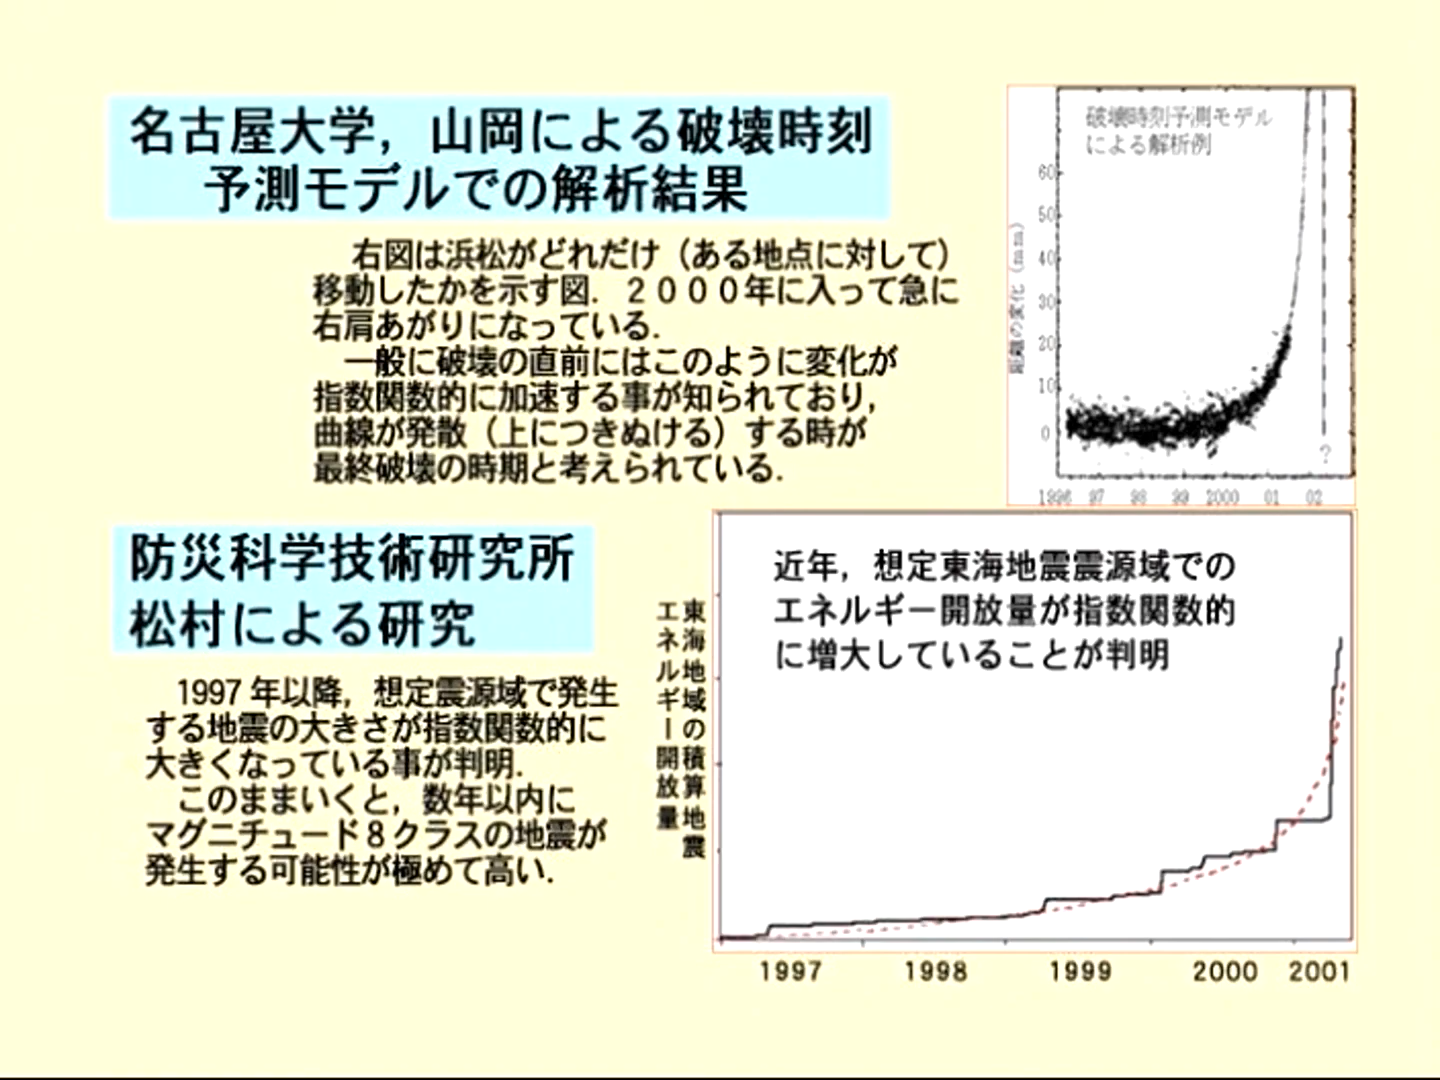 名古屋大学，山岡による破壊時刻
予測モデルでの解析結果
右図は浜松がどれだけ（ある地点に対して）
移動したかを示す図．２０００年に入って急に
右肩あがりになっている．
一般に破壊の直前にはこのように変化が
指数関数的に加速する事が知られており，
曲線が発散（上につきぬける）する時が
最終破壊の時期と考えられている．
破壊時刻予測モデル
による解析例
距離の変化（mm）
60
50
40
30
20
10
0
?
1996 97 98 99 2000 01 02
防災科学技術研究所
松村による研究
1997年以降，想定震源域で発生
する地震の大きさが指数関数的に
大きくなっている事が判明．
このままいくと，数年以内に
マグニチュード８クラスの地震が
発生する可能性が極めて高い．
東海地域の積算地震
エネルギー開放量
近年，想定東海地震震源域での
エネルギー開放量が指数関数的
に増大していることが判明
1997 1998 1999 2000 2001